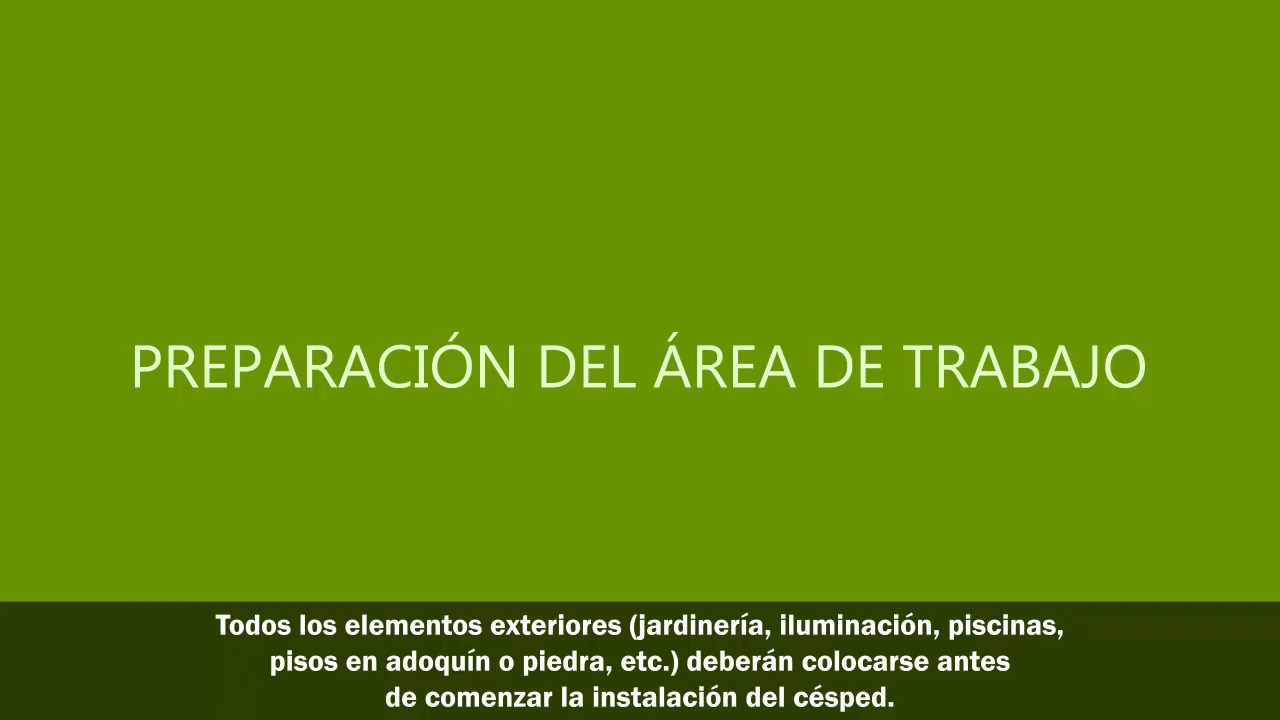 PREPARACIÓN DEL ÁREA DE TRABAJO
Todos los elementos exteriores (jardinería, iluminación, piscinas,
pisos en adoquín o piedra, etc.) deberán colocarse antes
de comenzar la instalación del césped.